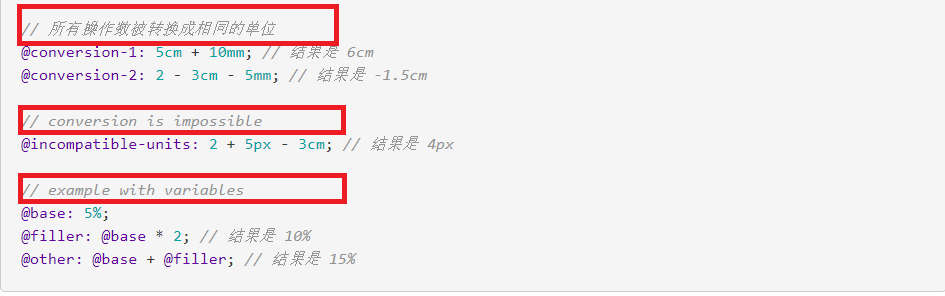 // 所有操作数被转换成相同的单位
@conversion-1: 5cm + 10mm; // 结果是 6cm
@conversion-2: 2 - 3cm - 5mm; // 结果是 -1.5cm
// conversion is impossible
@incompatible-units: 2 + 5px - 3cm; // 结果是 4px
// example with variables
@base: 5%;
@filler: @base * 2; // 结果是 10%
@other: @base + @filler; // 结果是 15%